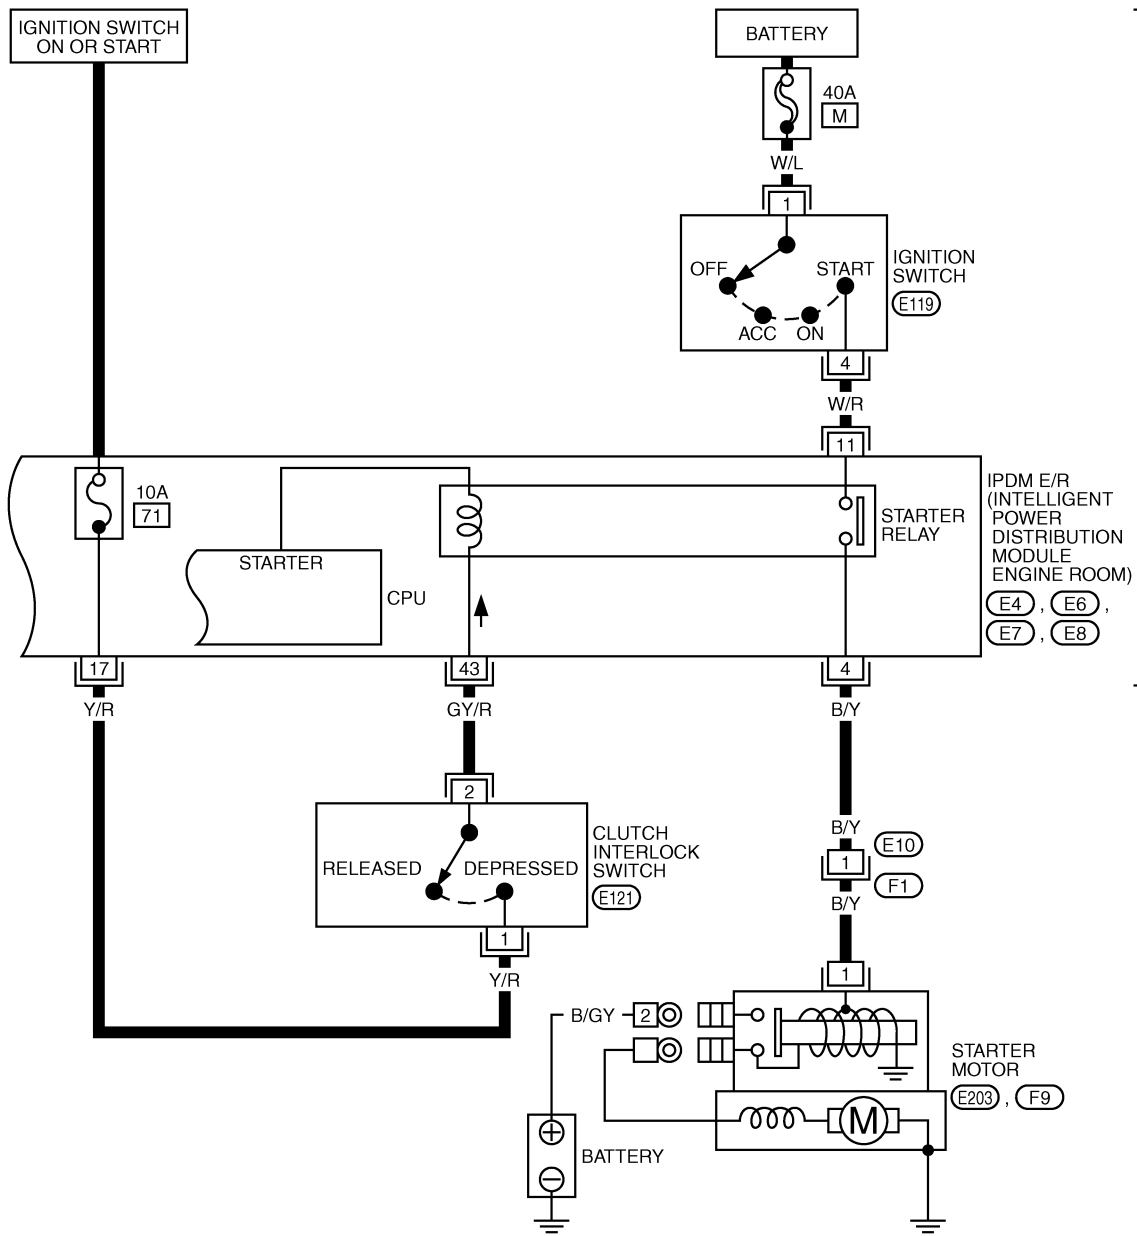 IGNITION SWITCH
ON OR START
BATTERY
40A
M
W/L
1
OFF
START
ACC
ON
IGNITION
SWITCH
E119
4
W/R
11
10A
71
STARTER
CPU
STARTER
RELAY
IPDM E/R
(INTELLIGENT
POWER
DISTRIBUTION
MODULE
ENGINE ROOM)
E4 , E6 ,
E7 , E8
17
43
4
Y/R
GY/R
B/Y
2
RELEASED
DEPRESSED
CLUTCH
INTERLOCK
SWITCH
E121
1
Y/R
B/Y
1
E10
F1
B/Y
1
B/GY
2
STARTER
MOTOR
E203 , F9
M
+
BATTERY
−